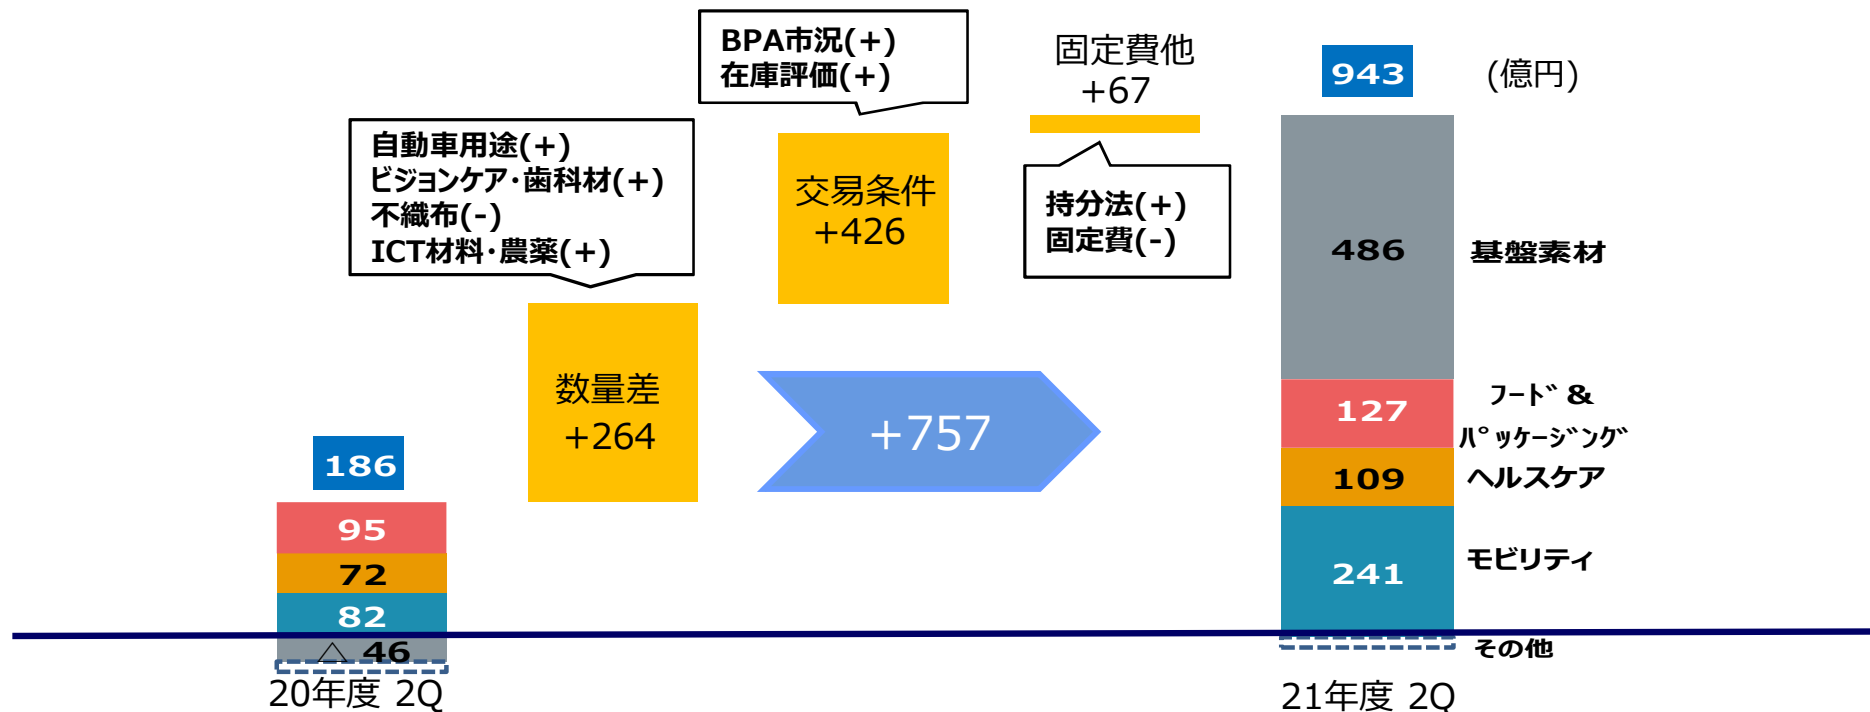 BPA市況(+)
在庫評価(+)
固定費他
+67
943
(億円)
自動車用途(+)
ビジョンケア・歯科材(+)
不織布(-)
ICT材料・農薬(+)
交易条件
+426
持分法(+)
固定費(-)
486
基盤素材
数量差
+264
+757
127
フード&
パッケージング
186
109
ヘルスケア
95
72
82
△ 46
241
モビリティ
その他
20年度 2Q
21年度 2Q